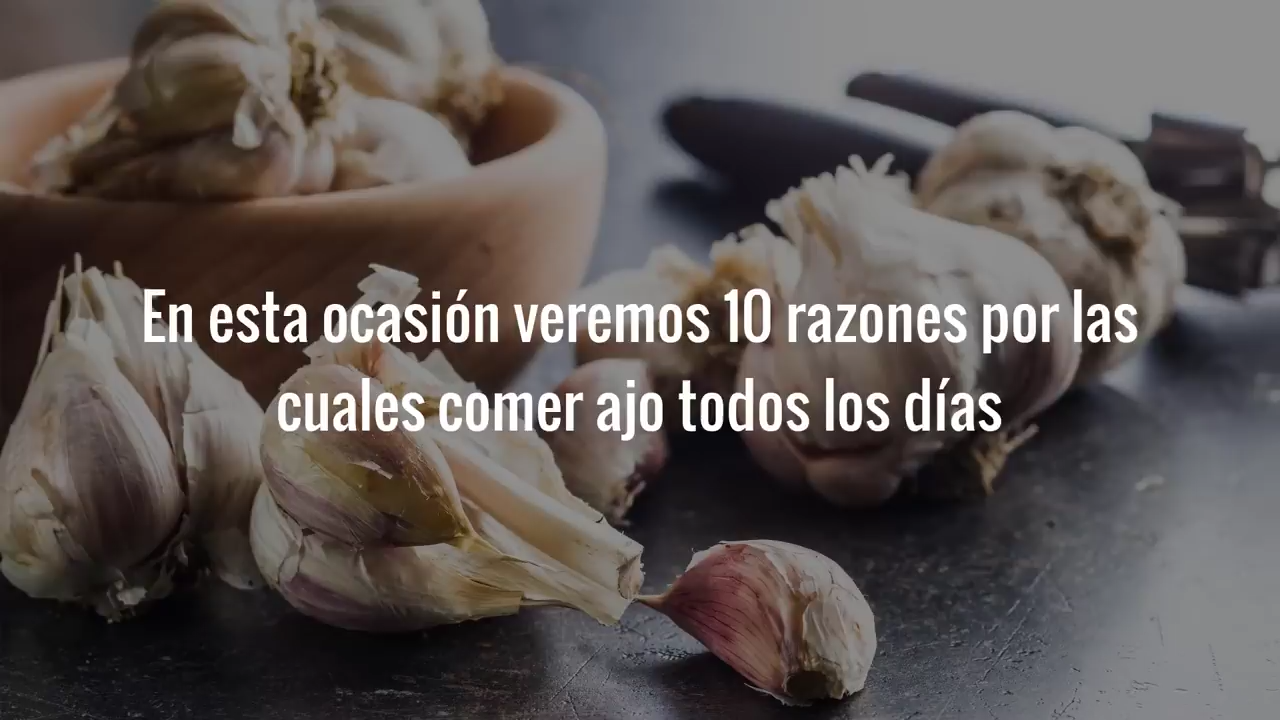 En esta ocasión veremos 10 razones por las
cuales comer ajo todos los días